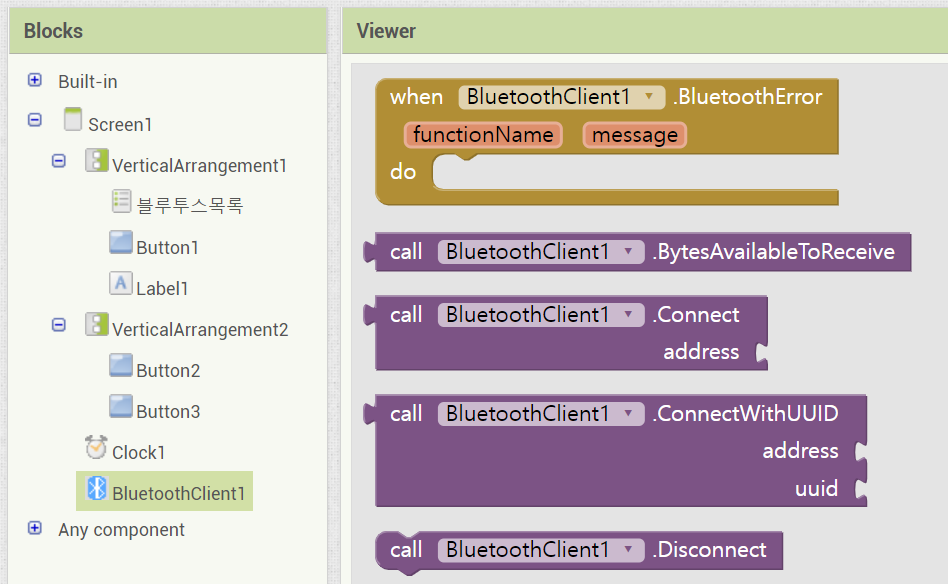 Blocks
Built-in
Screen1
VerticalArrangement1
블루투스목록
Button1
A Label1
VerticalArrangement2
Button2
Button3
Clock1
BluetoothClient1
Any component
Viewer
when BluetoothClient1 .BluetoothError
functionName message
do
call BluetoothClient1 .BytesAvailableToReceive
call BluetoothClient1 .Connect
address
call BluetoothClient1 .ConnectWithUUID
address
uuid
call BluetoothClient1 .Disconnect